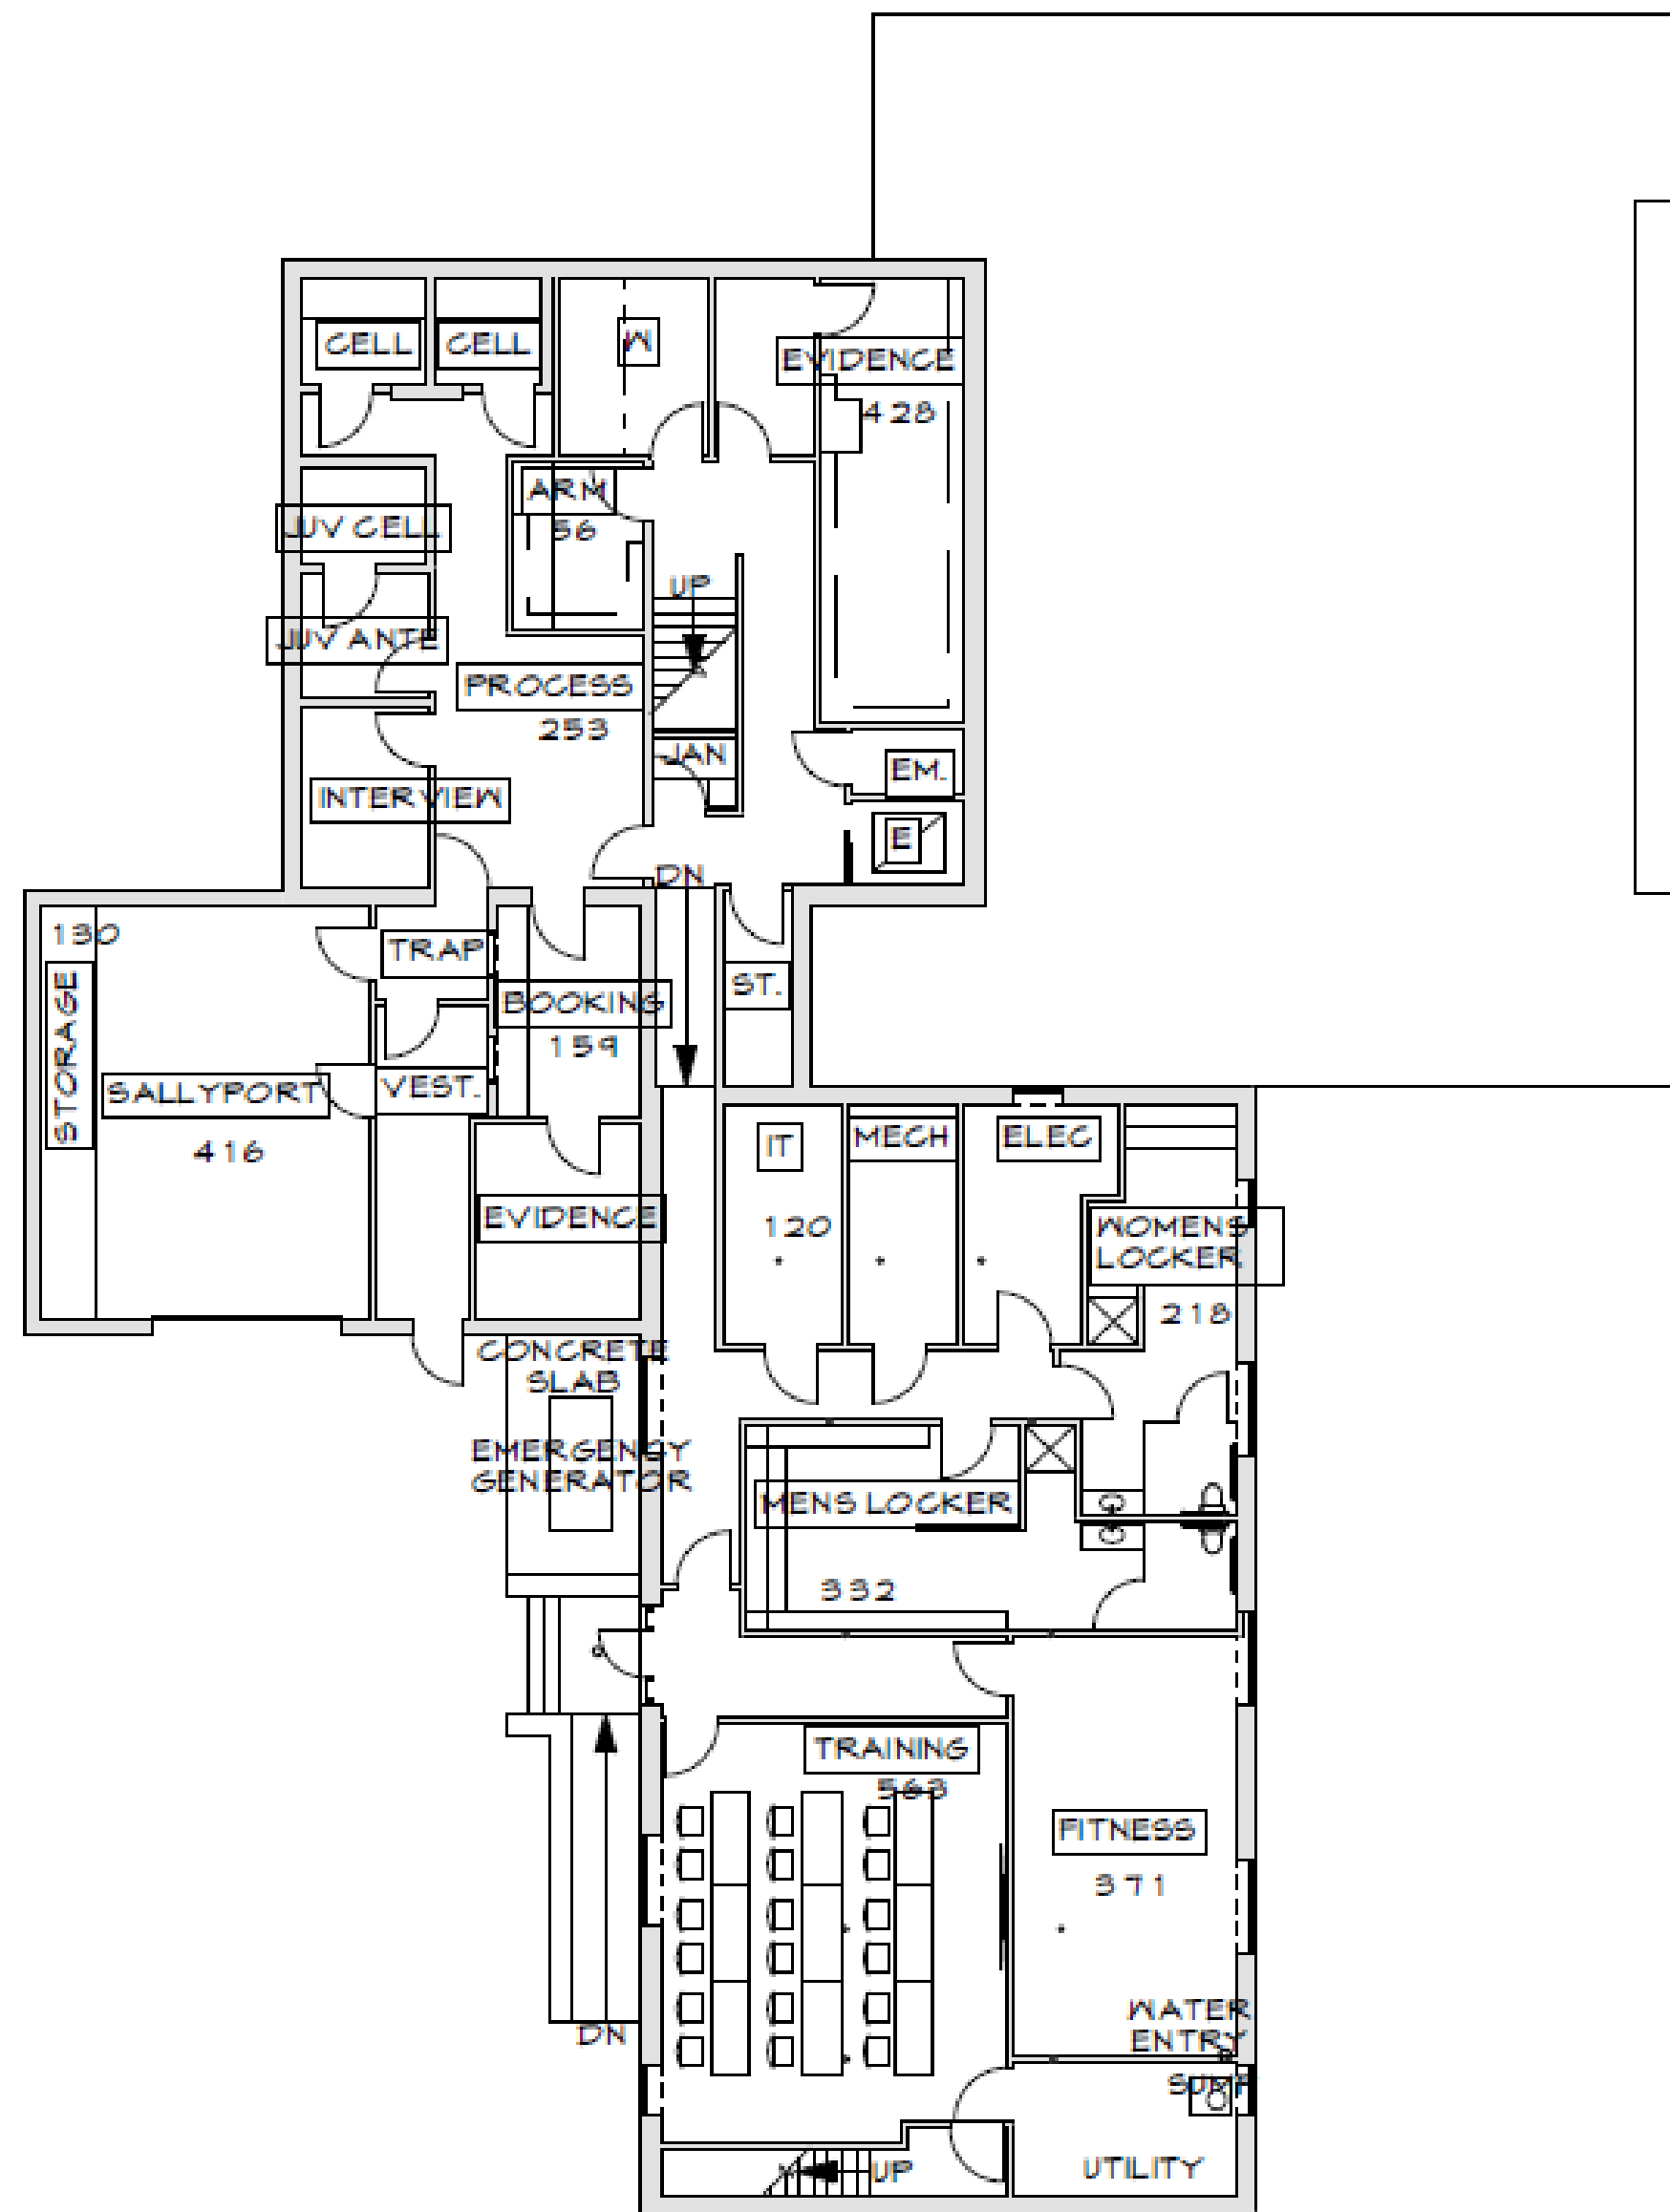 CELL
CELL
M
EVIDENCE
428
ARM
56
JUV CELL
UP
JUV ANTE
PROCESS
253
JAN
EM.
INTERVIEW
E
DN
130
TRAP
ST.
STORAGE
BOOKING
159
SALLYPORT
VEST.
416
IT
MECH
ELEC
EVIDENCE
120
WOMENS
LOCKER
218
CONCRETE
SLAB
EMERGENCY
GENERATOR
MENS LOCKER
332
TRAINING
563
FITNESS
371
WATER
ENTRY
DN
SUMP
UP
UTILITY